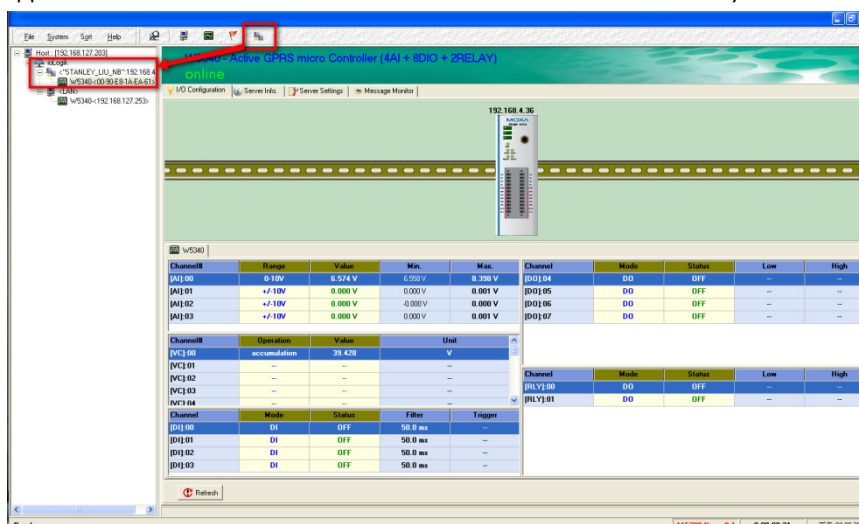 File System Sort Help
Host : [192.168.127.203]
ioLogik
<"STANLEY_LIU_NB":192.168.4
W5340-<00-90-E8-1A-EA-61>
<LAN>
W5340-<192.168.127.253>
W5340 - Active GPRS micro Controller (4AI + 8DIO + 2RELAY)
online
I/O Configuration Server Info. Server Settings Message Monitor
192.168.4.36
MOXA
W5340
Channel# Range Value Min. Max.
[AI]:00 0-10V 6.574 V 6.550 V 8.398 V
[AI]:01 +/-10V 0.000 V 0.000 V 0.001 V
[AI]:02 +/-10V 0.000 V -0.000 V 0.000 V
[AI]:03 +/-10V 0.000 V 0.000 V 0.001 V
Channel Mode Status Low High
[DO]:04 DO OFF -- --
[DO]:05 DO OFF -- --
[DO]:06 DO OFF -- --
[DO]:07 DO OFF -- --
Channel# Operation Value Unit
[VC]:00 accumulation 39.428 V
[VC]:01 -- -- --
[VC]:02 -- -- --
[VC]:03 -- -- --
[VC]:04 -- -- --
Channel Mode Status Low High
[RLY]:00 DO OFF -- --
[RLY]:01 DO OFF -- --
Channel Mode Status Filter Trigger
[DI]:00 DI OFF 50.0 ms --
[DI]:01 DI OFF 50.0 ms --
[DI]:02 DI OFF 50.0 ms --
[DI]:03 DI OFF 50.0 ms --
Refresh